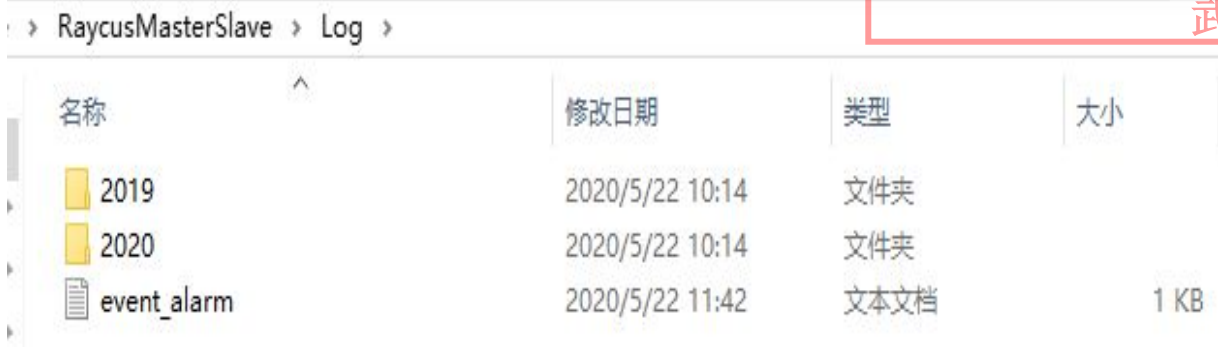 › RaycusMasterSlave › Log ›
武
名称 修改日期 类型 大小
2019 2020/5/22 10:14 文件夹
2020 2020/5/22 10:14 文件夹
event_alarm 2020/5/22 11:42 文本文档 1 KB